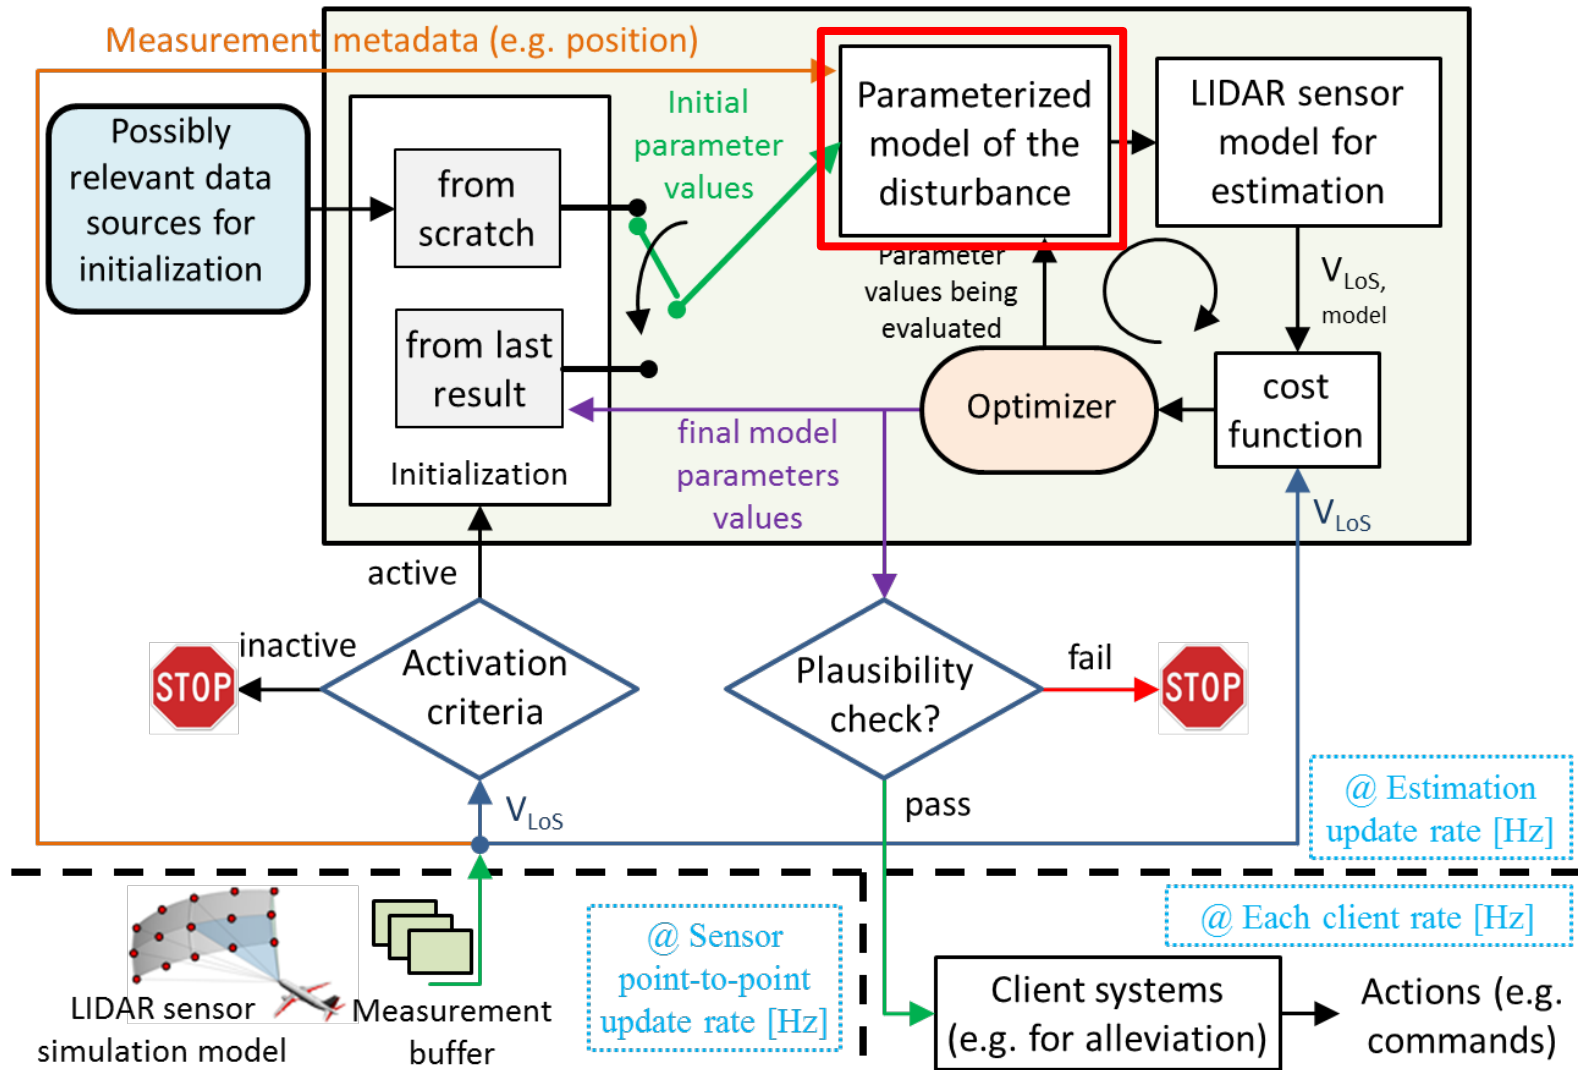 Measurement metadata (e.g. position)
Possibly
relevant data
sources for
initialization
from
scratch
from last
result
Initialization
Initial
parameter
values
Parameterized
model of the
disturbance
LIDAR sensor
model for
estimation
Parameter
values being
evaluated
V_LoS,
model
Optimizer
cost
function
final model
parameters
values
V_LoS
active
inactive
STOP
Activation
criteria
Plausibility
check?
fail
STOP
V_LoS
pass
@ Estimation
update rate [Hz]
LIDAR sensor
simulation model
Measurement
buffer
@ Sensor
point-to-point
update rate [Hz]
@ Each client rate [Hz]
Client systems
(e.g. for alleviation)
Actions (e.g.
commands)